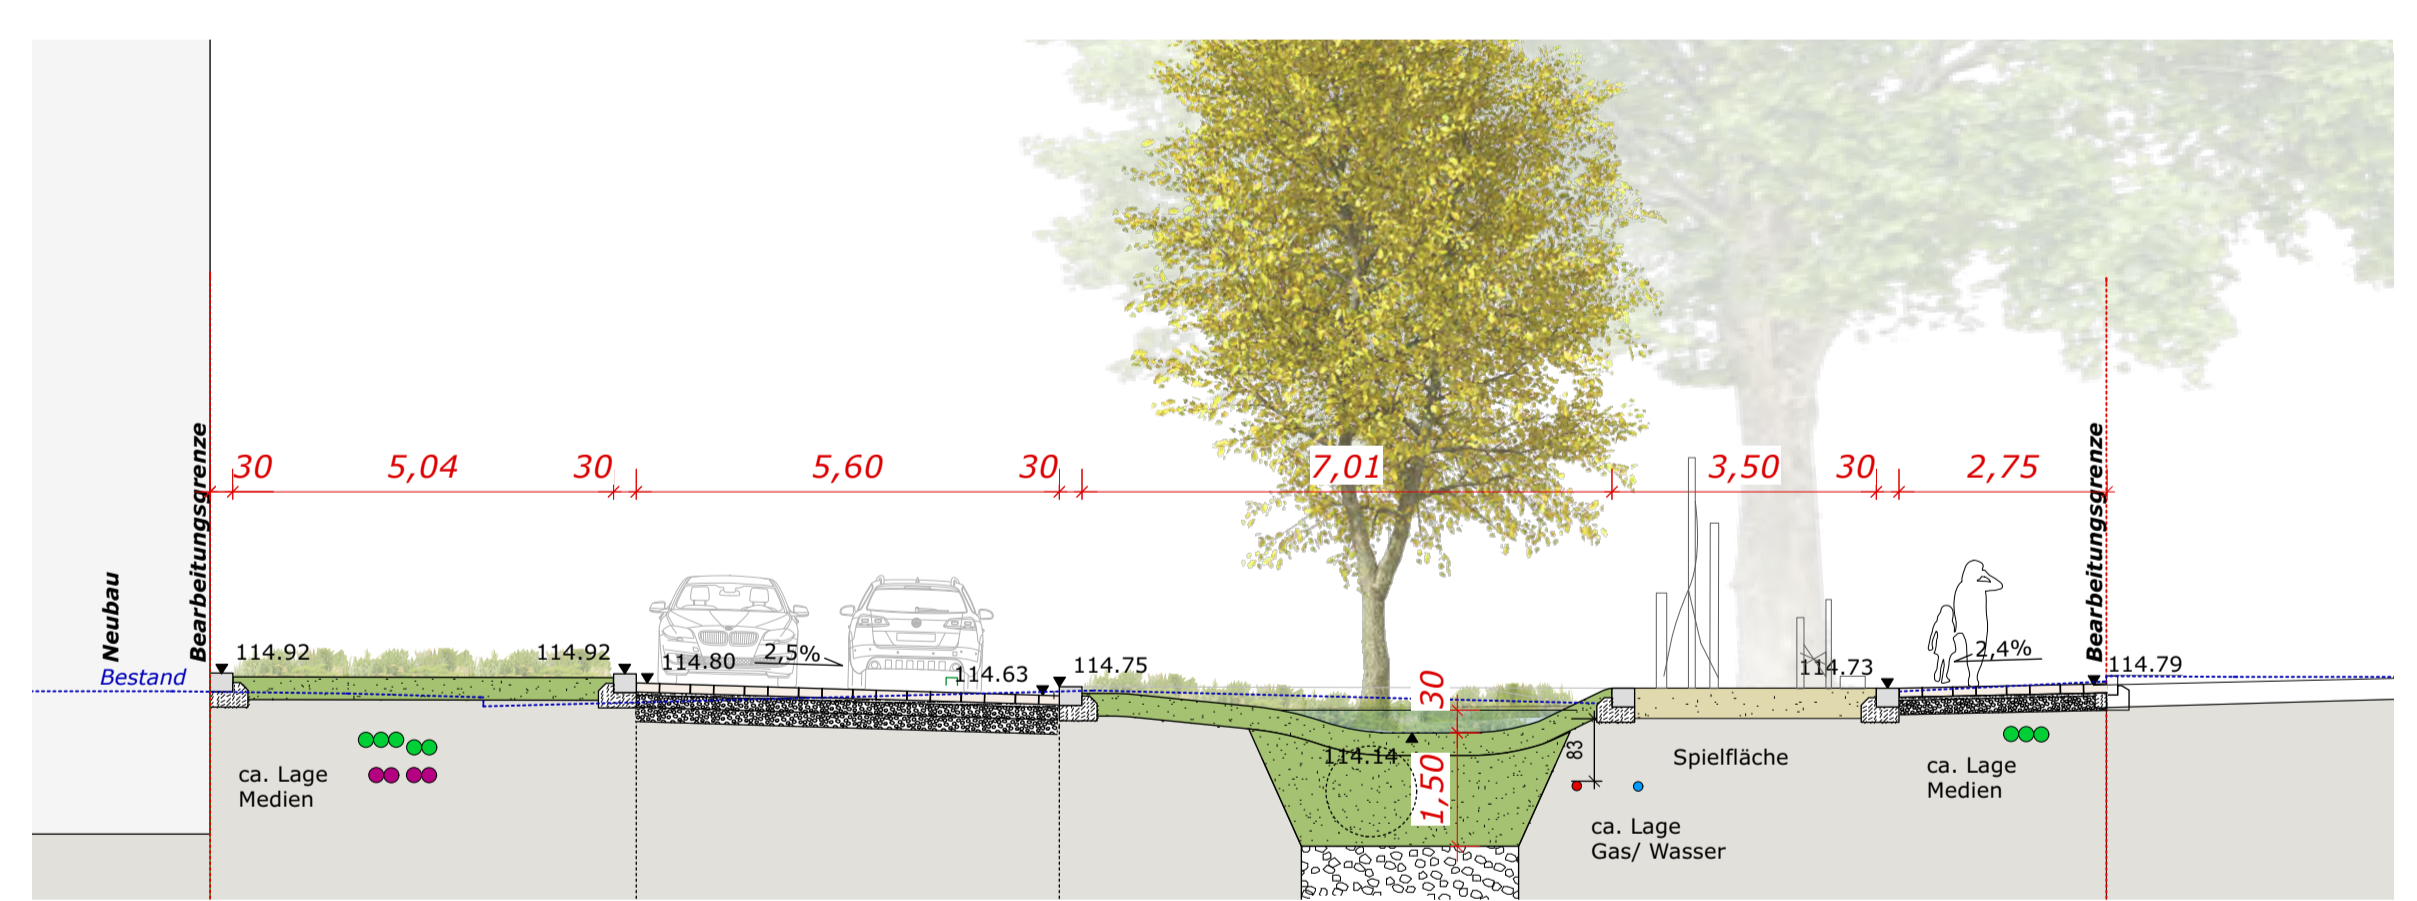 30
5,04
30
5,60
30
7,01
3,50
30
2,75
Neubau
Bearbeitungsgrenze
Bearbeitungsgrenze
Bestand
114.92
114.92
114.80
2,5%
114.63
114.75
30
114.14
1,50
83
114.73
2,4%
114.79
ca. Lage
Medien
Spielfläche
ca. Lage
Gas/ Wasser
ca. Lage
Medien